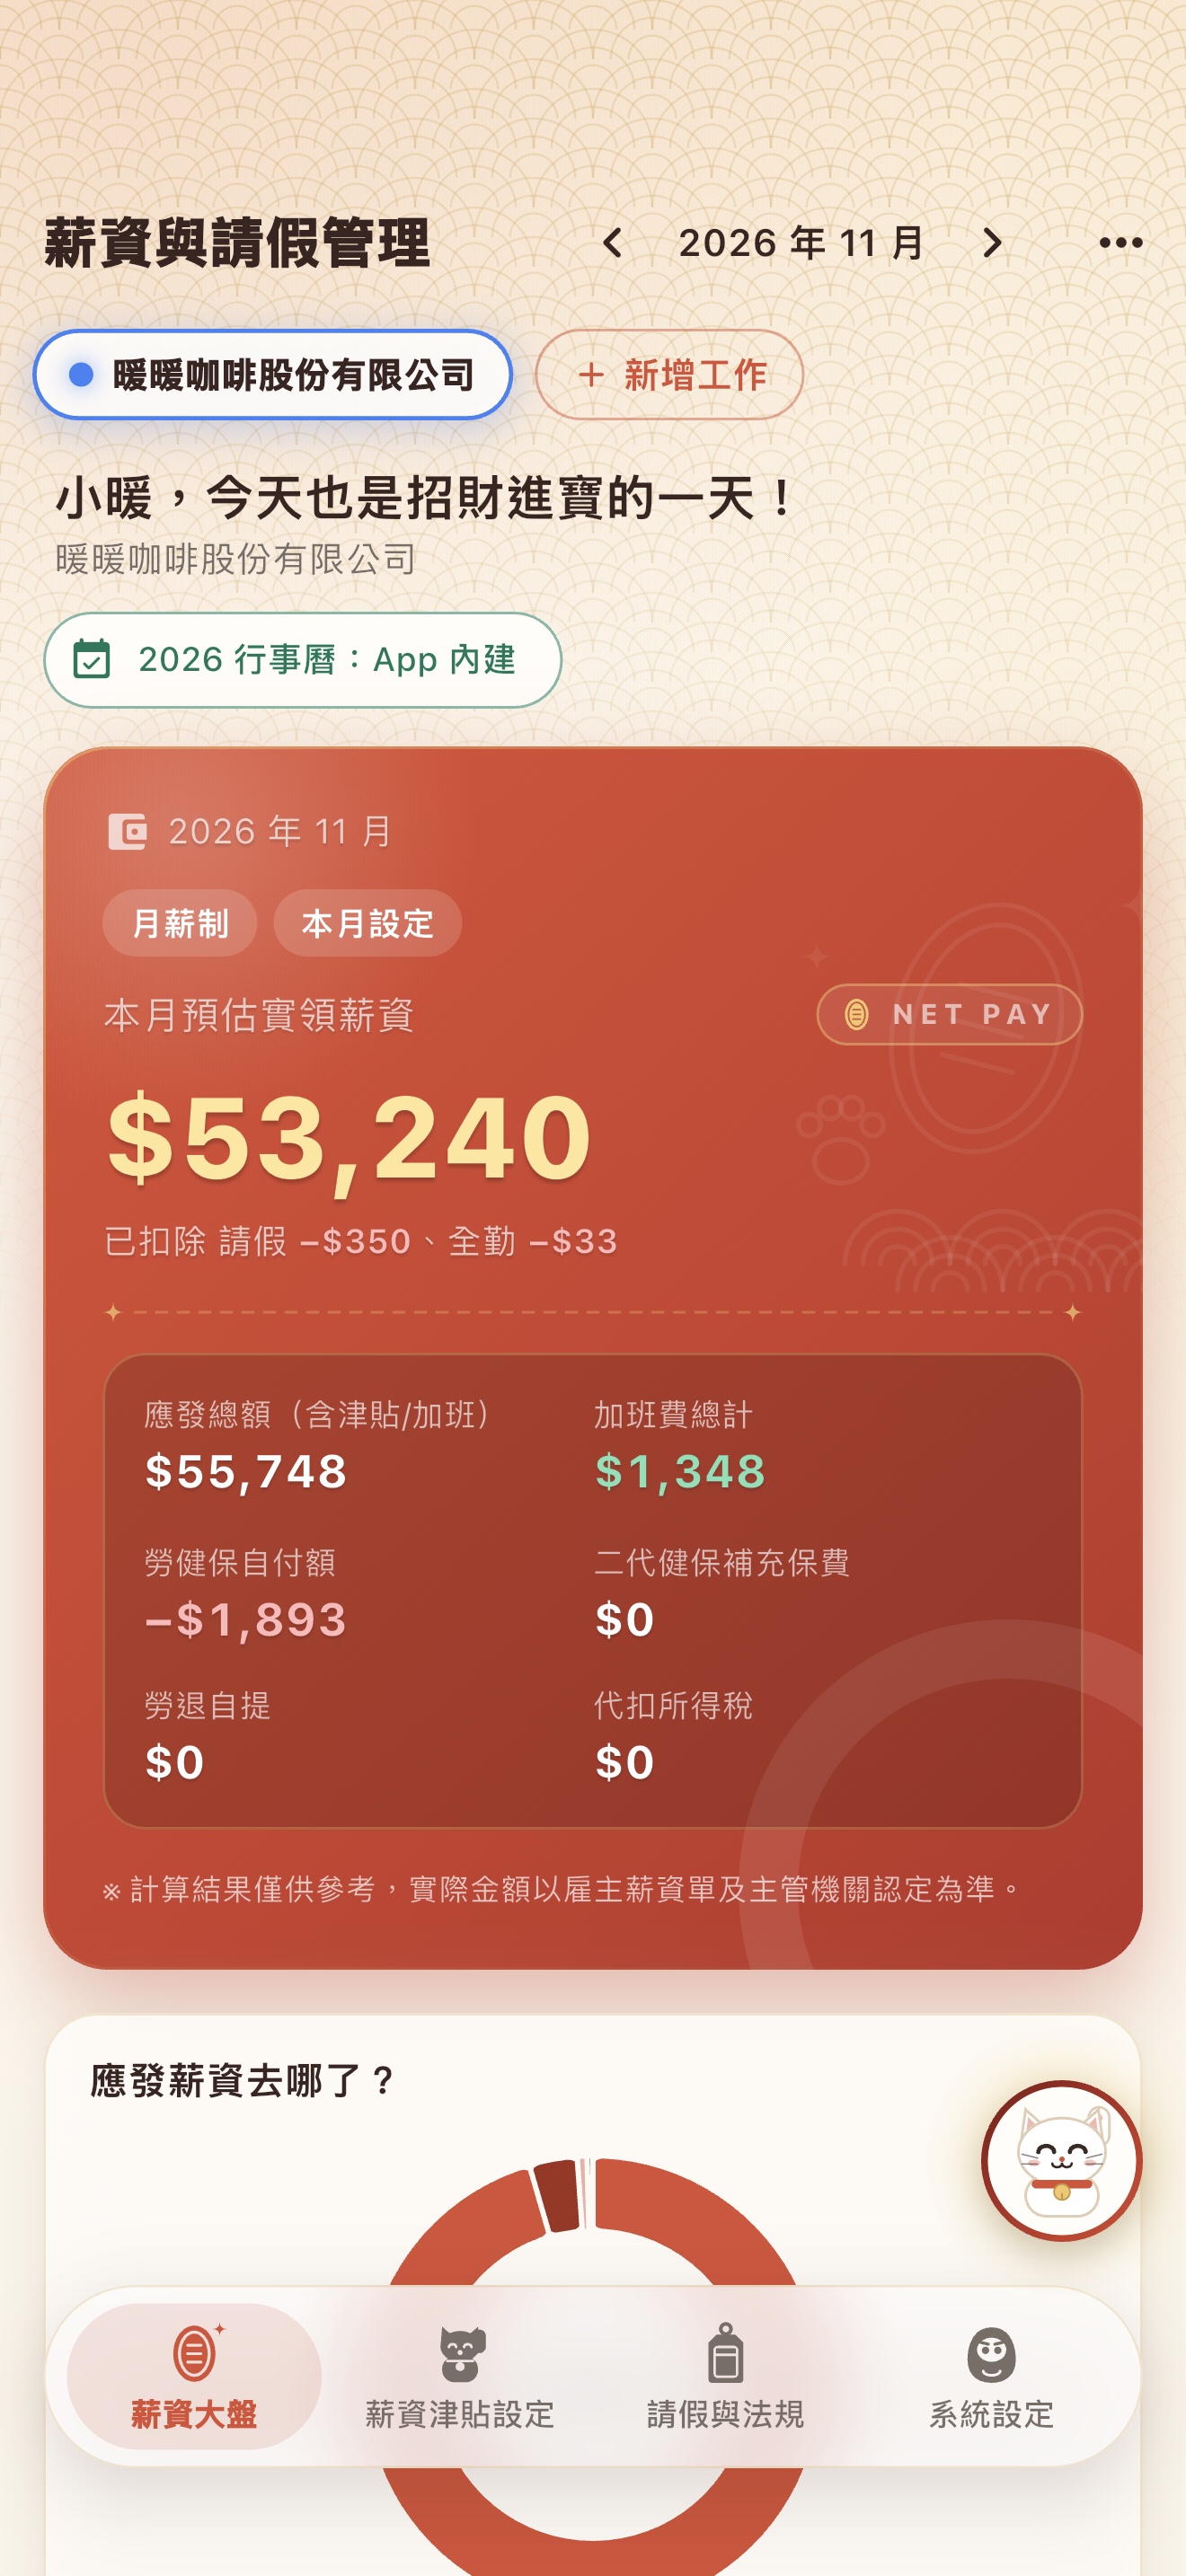 薪資與請假管理
2026 年 11 月
暖暖咖啡股份有限公司
+ 新增工作
小暖，今天也是招財進寶的一天！
暖暖咖啡股份有限公司
2026 行事曆：App 內建
2026 年 11 月
月薪制
本月設定
本月預估實領薪資
NET PAY
$53,240
已扣除 請假 −$350、全勤 −$33
應發總額（含津貼/加班）
加班費總計
$55,748
$1,348
勞健保自付額
二代健保補充保費
−$1,893
$0
勞退自提
代扣所得稅
$0
$0
※ 計算結果僅供參考，實際金額以雇主薪資單及主管機關認定為準。
應發薪資去哪了？
薪資大盤
薪資津貼設定
請假與法規
系統設定